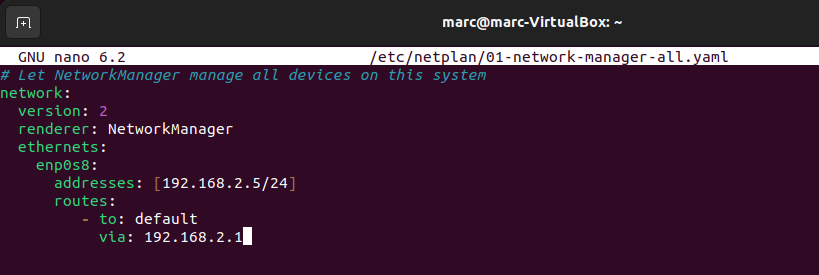 marc@marc-VirtualBox: ~
GNU nano 6.2 /etc/netplan/01-network-manager-all.yaml
# Let NetworkManager manage all devices on this system
network:
  version: 2
  renderer: NetworkManager
  ethernets:
    enp0s8:
      addresses: [192.168.2.5/24]
      routes:
         - to: default
           via: 192.168.2.1